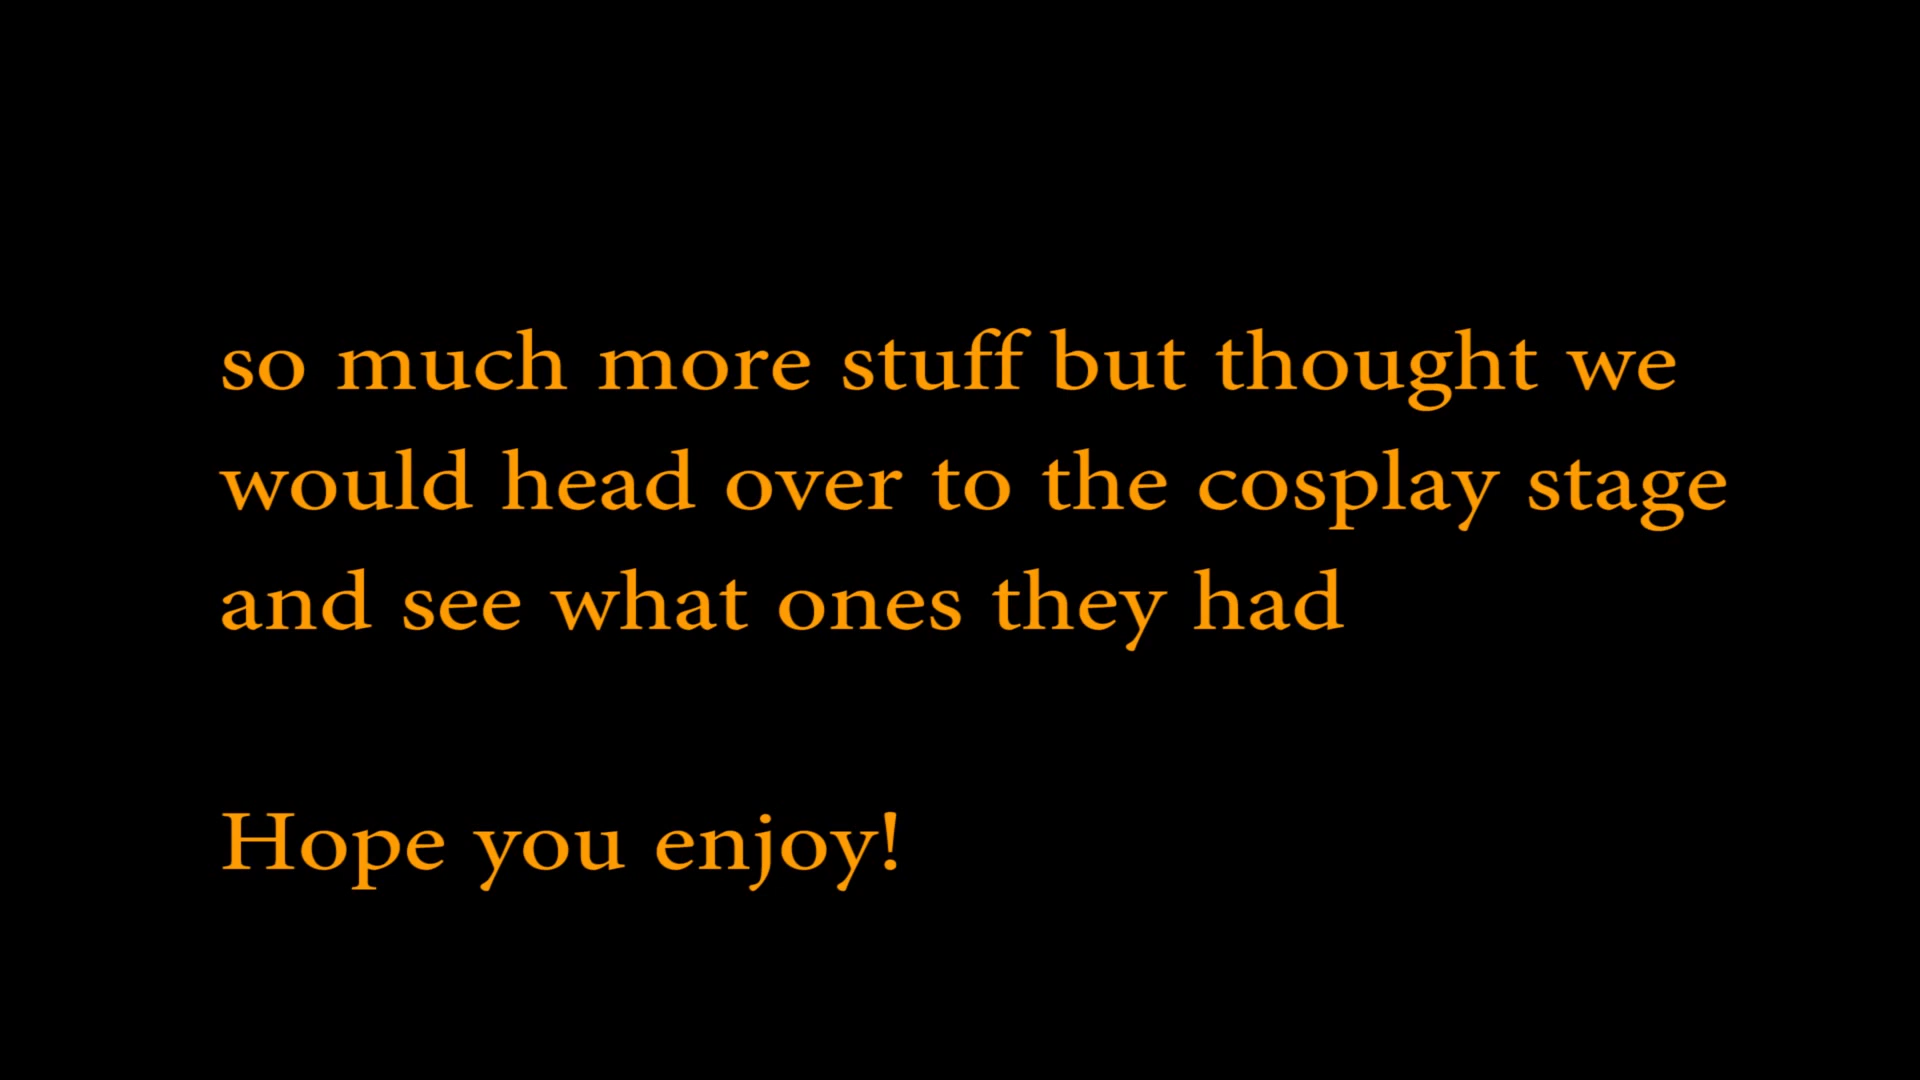 so much more stuff but thought we
would head over to the cosplay stage
and see what ones they had
Hope you enjoy!